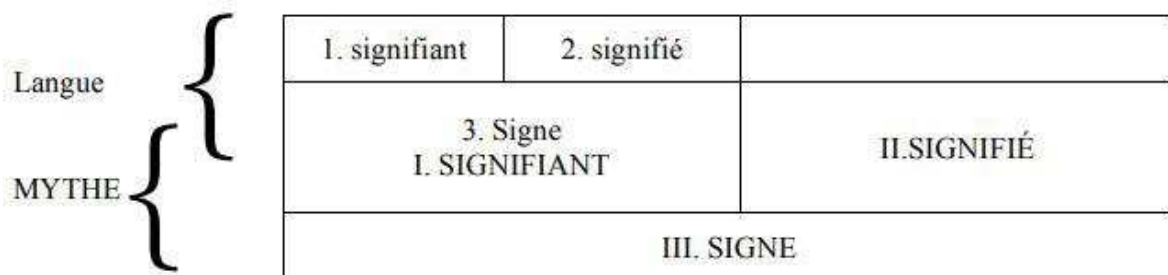 1. signifiant 2. signifié
Langue
3. Signe
I. SIGNIFIANT
II.SIGNIFIÉ
MYTHE
III. SIGNE